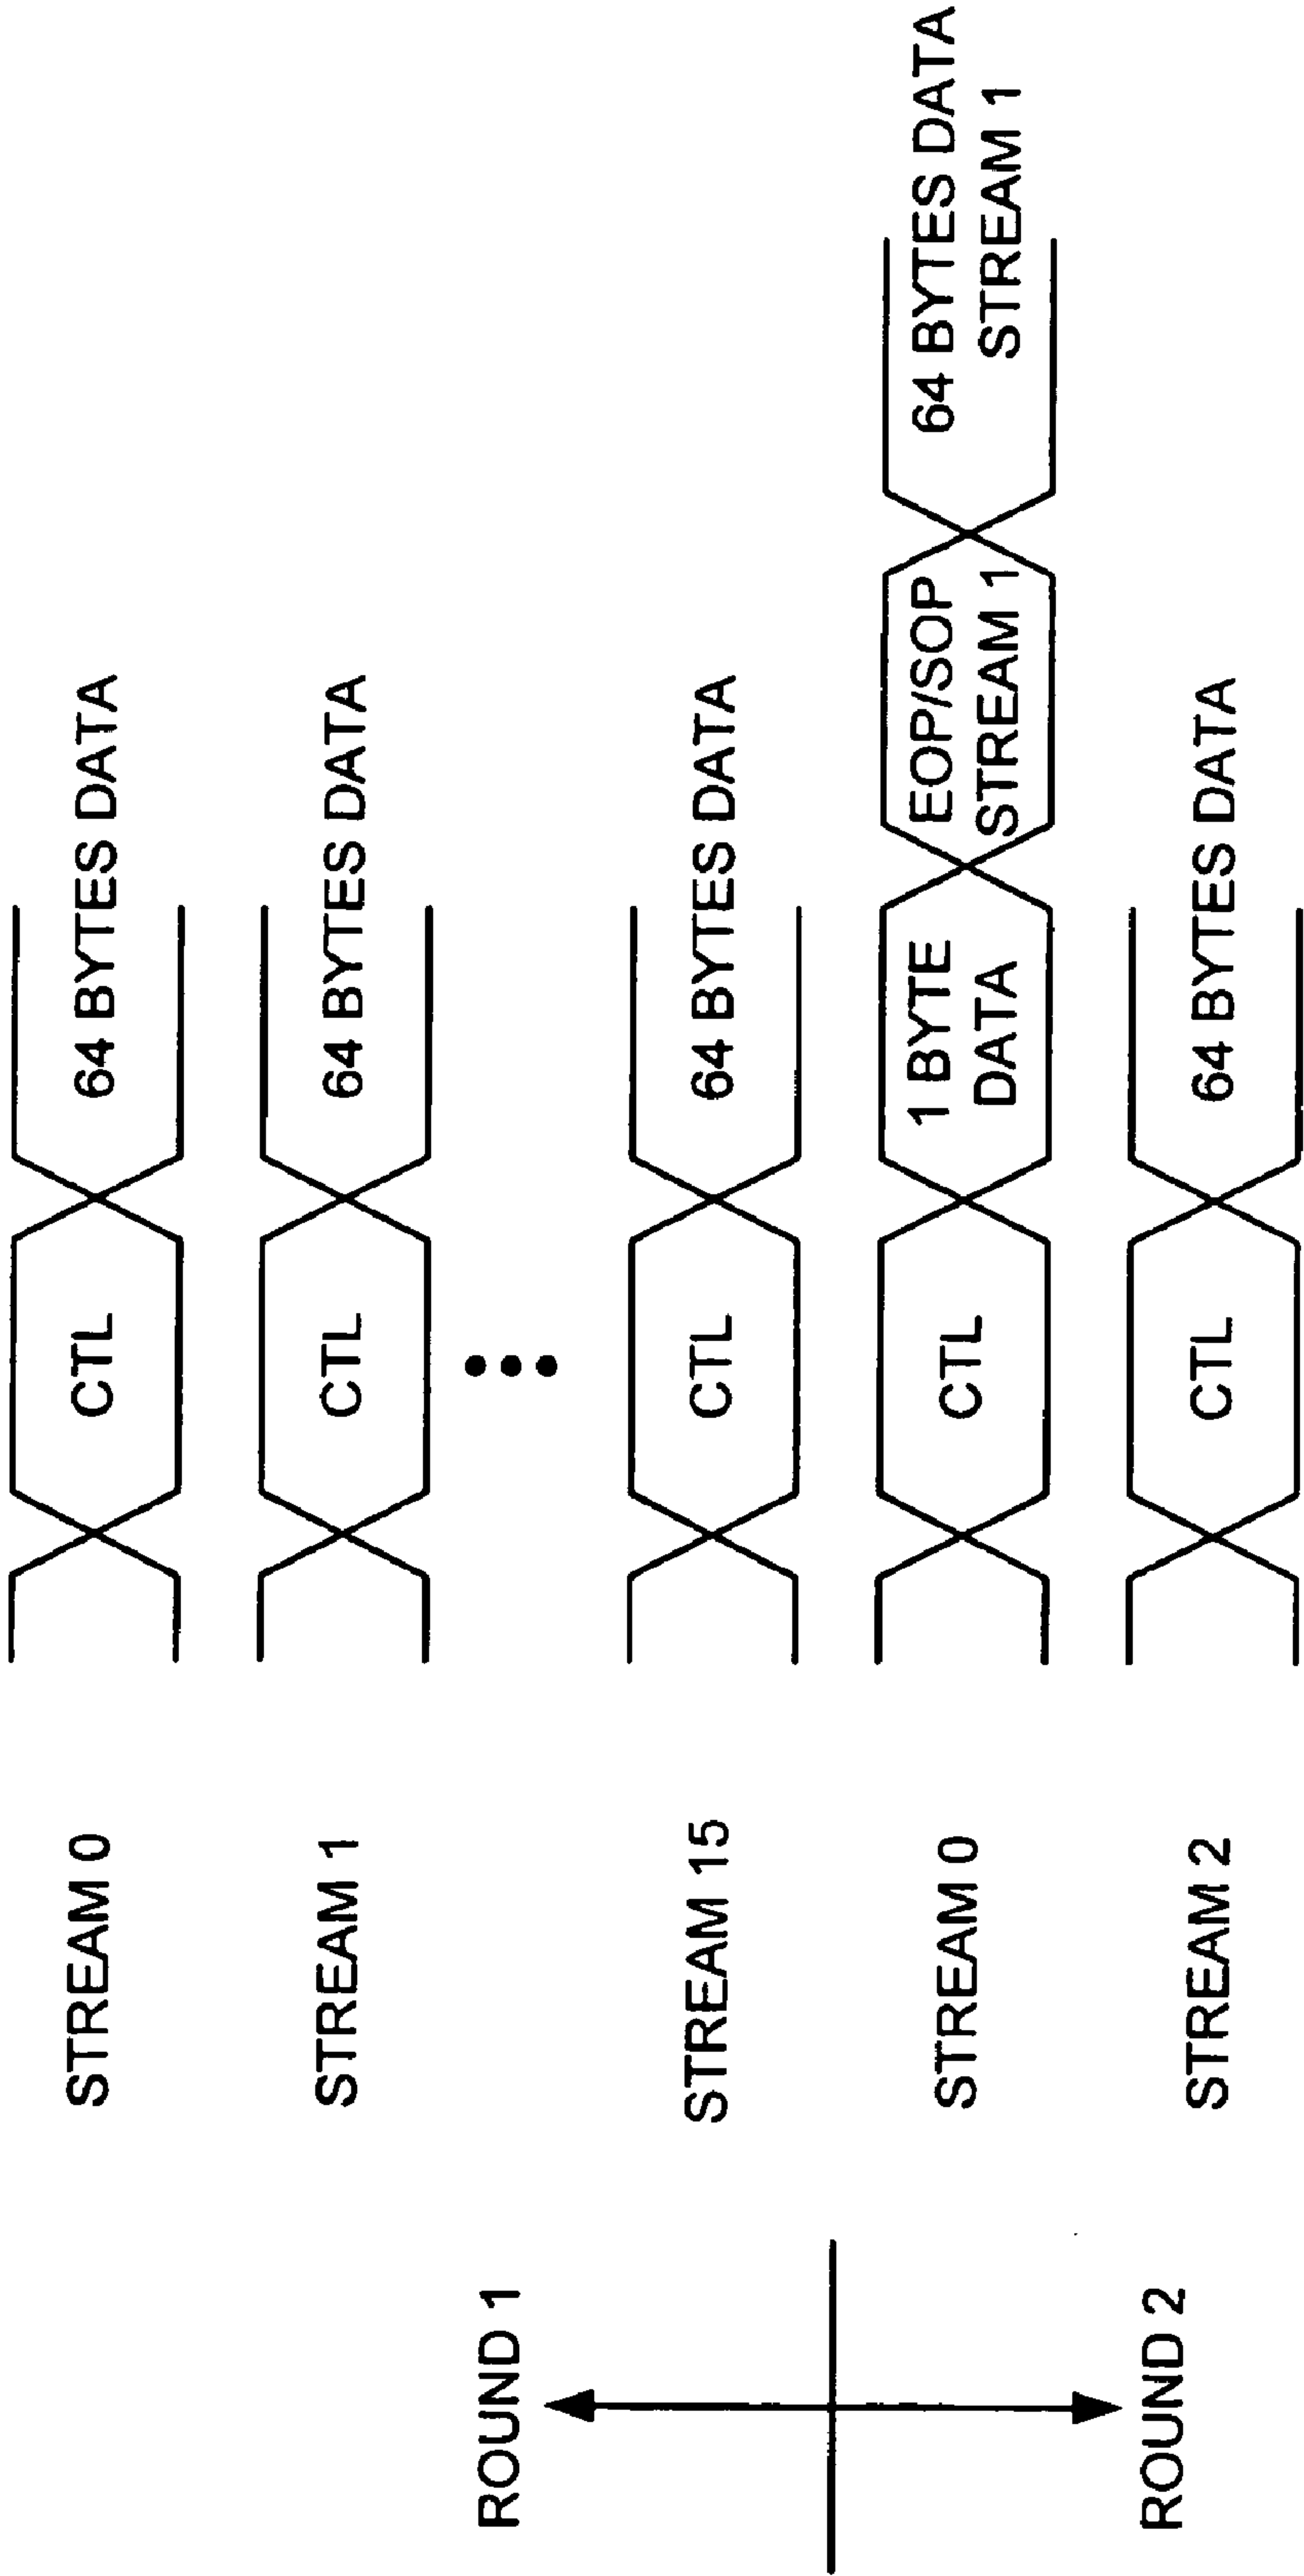 STREAM 0
CTL
64 BYTES DATA
STREAM 1
CTL
64 BYTES DATA
ROUND 1
STREAM 15
CTL
64 BYTES DATA
STREAM 0
CTL
1 BYTE
DATA
EOP/SOP
STREAM 1
64 BYTES DATA
STREAM 1
ROUND 2
STREAM 2
CTL
64 BYTES DATA